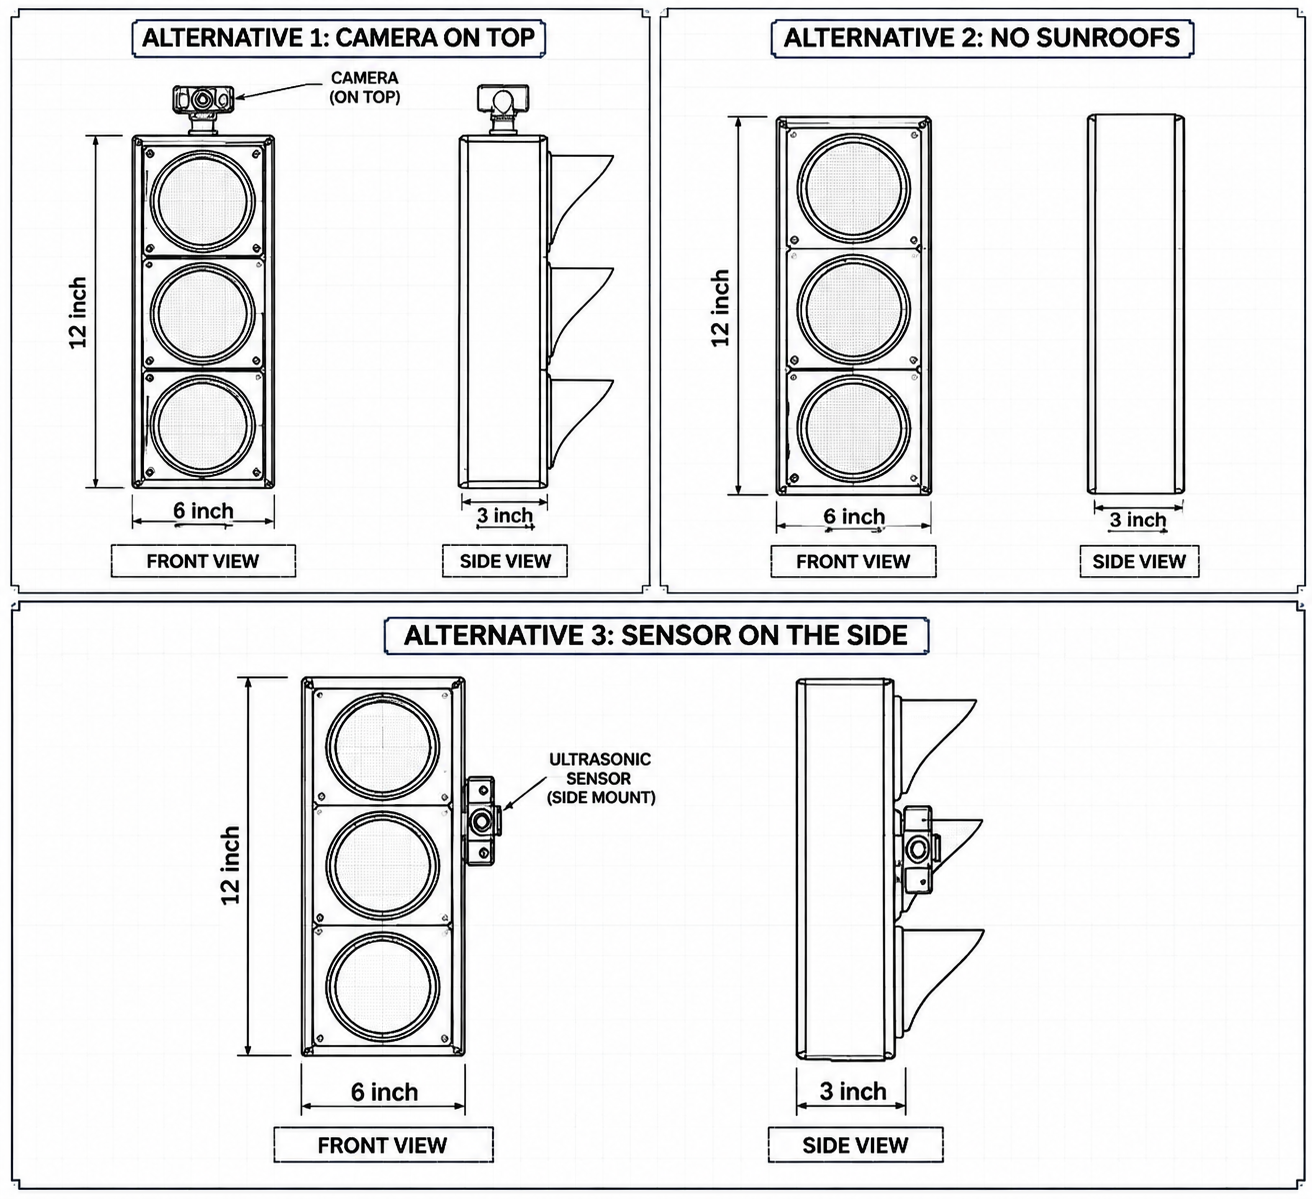 ALTERNATIVE 1: CAMERA ON TOP
CAMERA
(ON TOP)
12 inch
6 inch
3 inch
FRONT VIEW
SIDE VIEW
ALTERNATIVE 2: NO SUNROOFS
12 inch
6 inch
3 inch
FRONT VIEW
SIDE VIEW
ALTERNATIVE 3: SENSOR ON THE SIDE
ULTRASONIC
SENSOR
(SIDE MOUNT)
12 inch
6 inch
3 inch
FRONT VIEW
SIDE VIEW